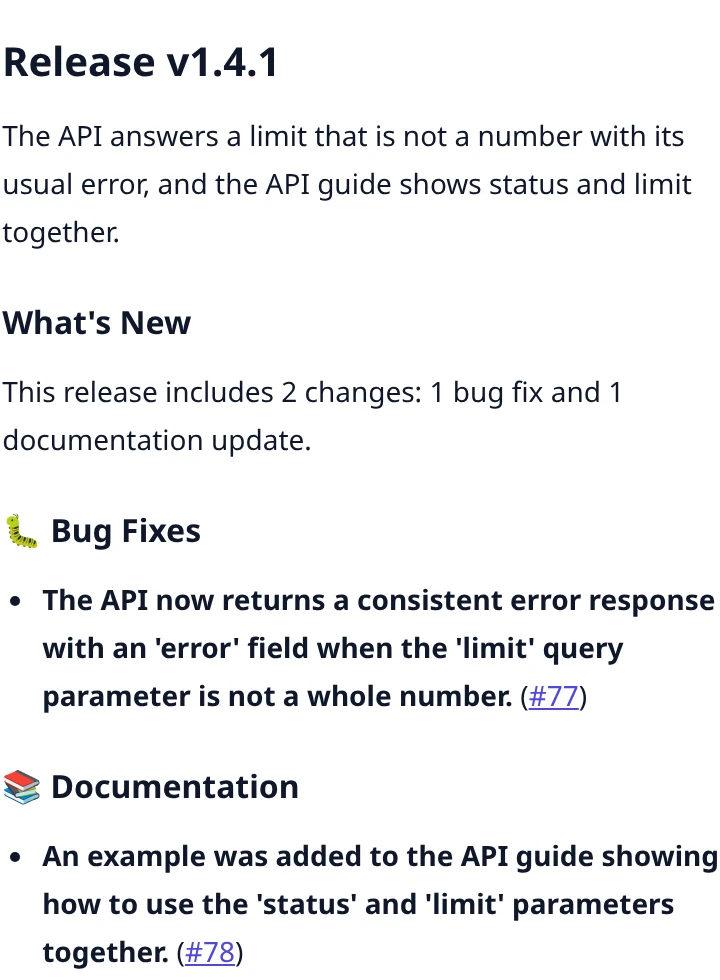 Release v1.4.1
The API answers a limit that is not a number with its
usual error, and the API guide shows status and limit
together.
What's New
This release includes 2 changes: 1 bug fix and 1
documentation update.
🐛 Bug Fixes
• The API now returns a consistent error response
with an 'error' field when the 'limit' query
parameter is not a whole number. (#77)
📚 Documentation
• An example was added to the API guide showing
how to use the 'status' and 'limit' parameters
together. (#78)